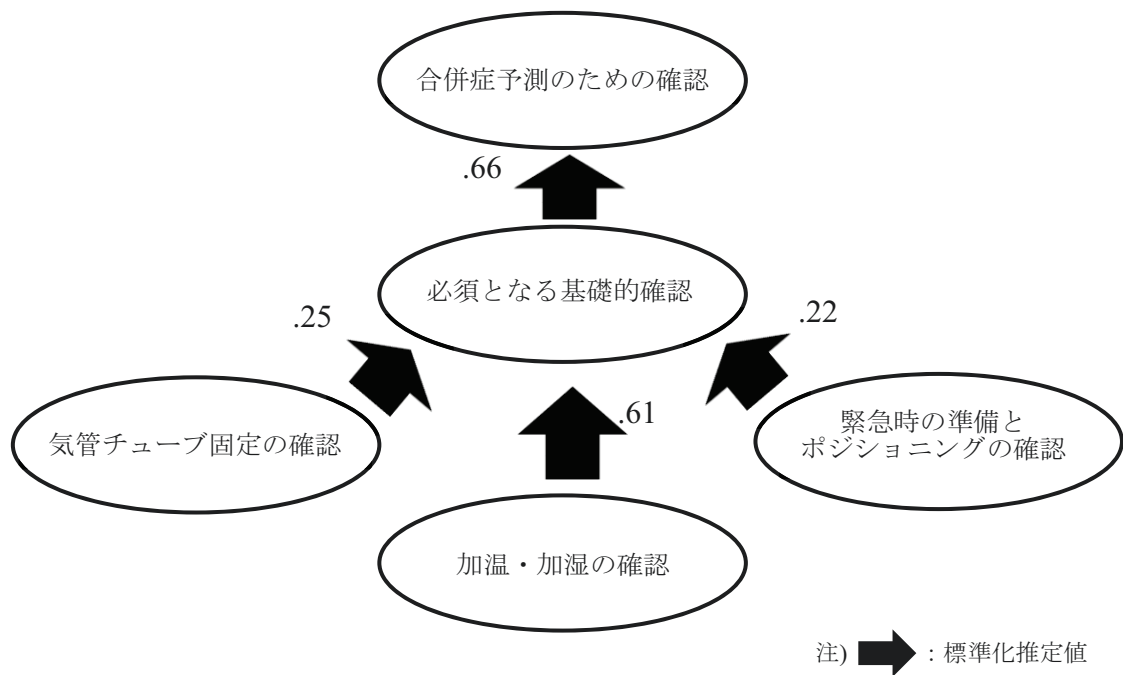 合併症予測のための確認
.66
必須となる基礎的確認
.25
.22
気管チューブ固定の確認
.61
緊急時の準備と
ポジショニングの確認
加温・加湿の確認
注) : 標準化推定値